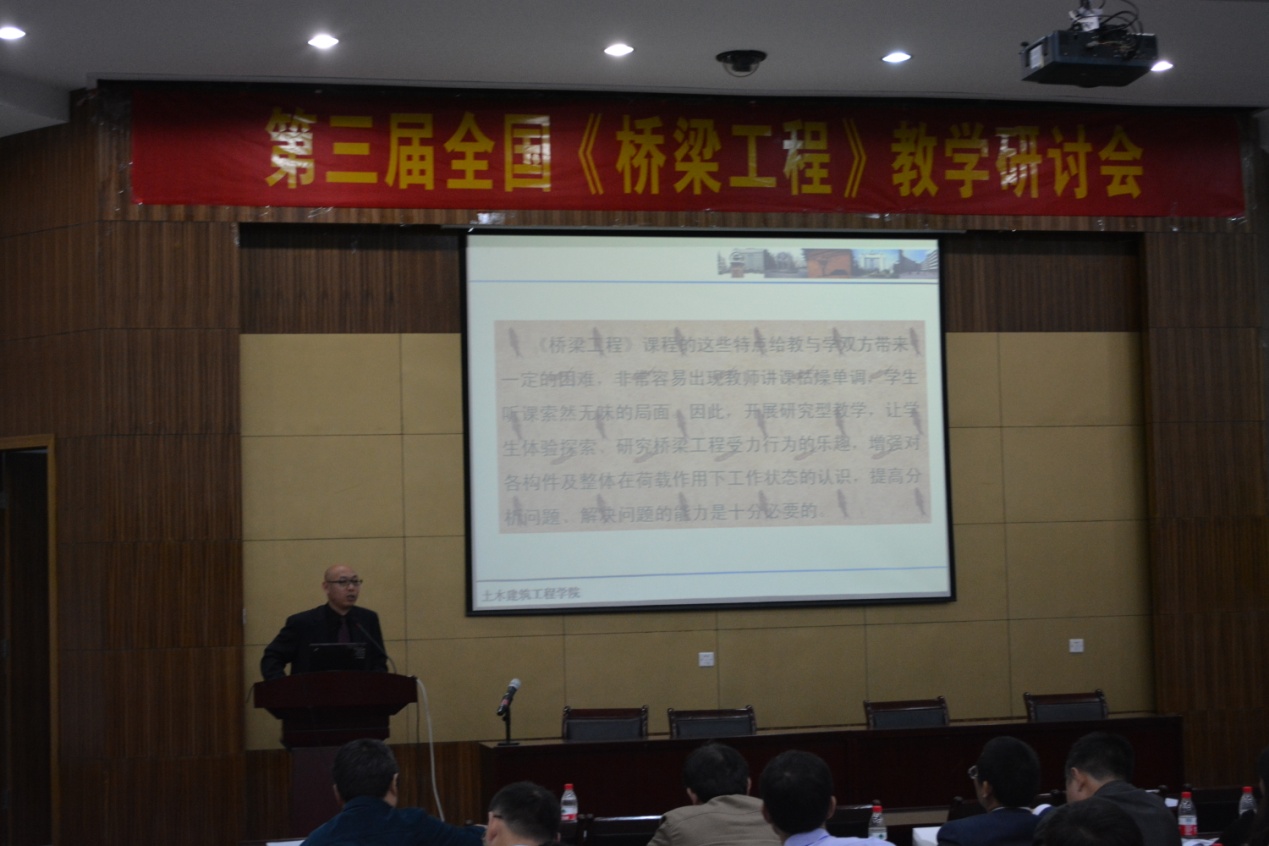 第三届全国《桥梁工程》教学研讨会
《桥梁工程》课程的这些特点给教与学双方带来
一定的困难，非常容易出现教师讲课枯燥单调，学生
听课索然无味的局面。因此，开展研究型教学，让学
生体验探索、研究桥梁工程受力行为的乐趣，增强对
各构件及整体在荷载作用下工作状态的认识，提高分
析问题、解决问题的能力是十分必要的。
土木建筑工程学院